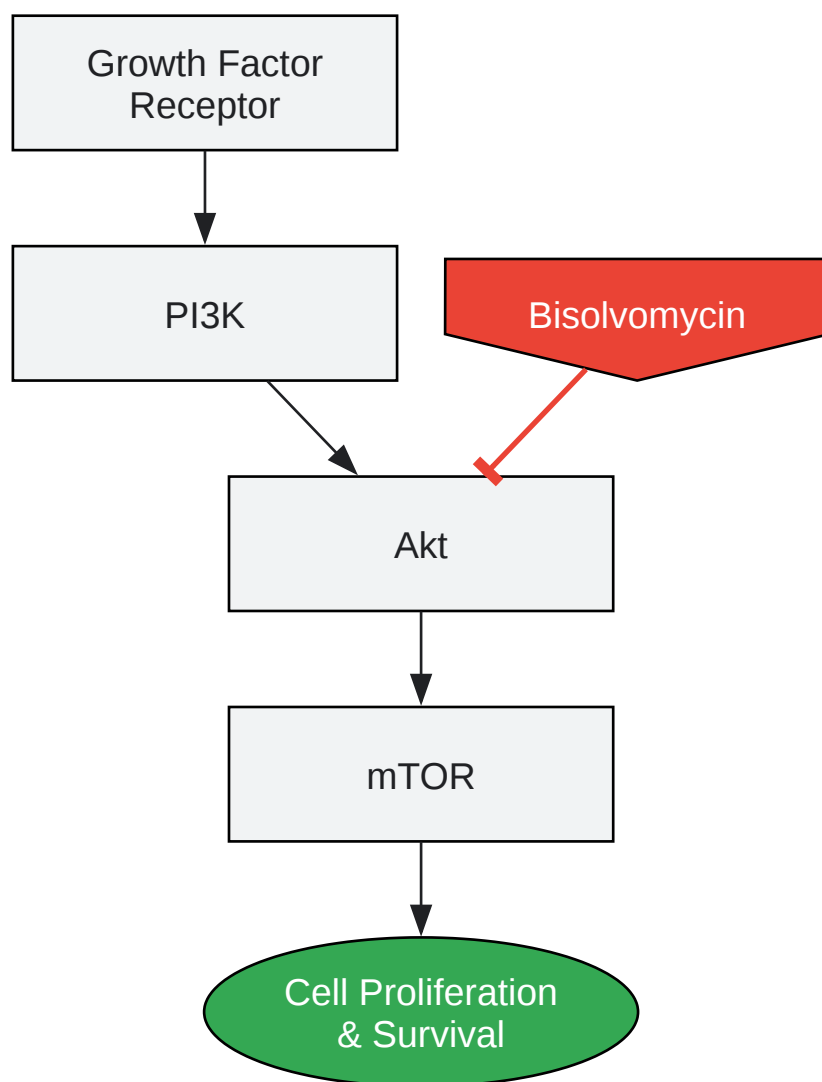 Growth Factor
Receptor
PI3K
Bisolvomycin
Akt
mTOR
Cell Proliferation
& Survival